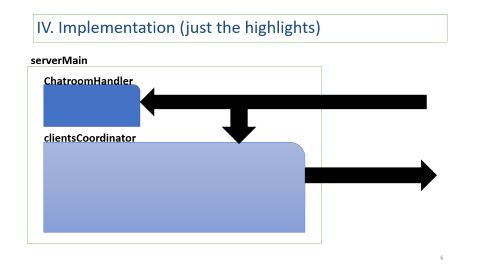 IV. Implementation (just the highlights)
serverMain
ChatroomHandler
clientsCoordinator
6